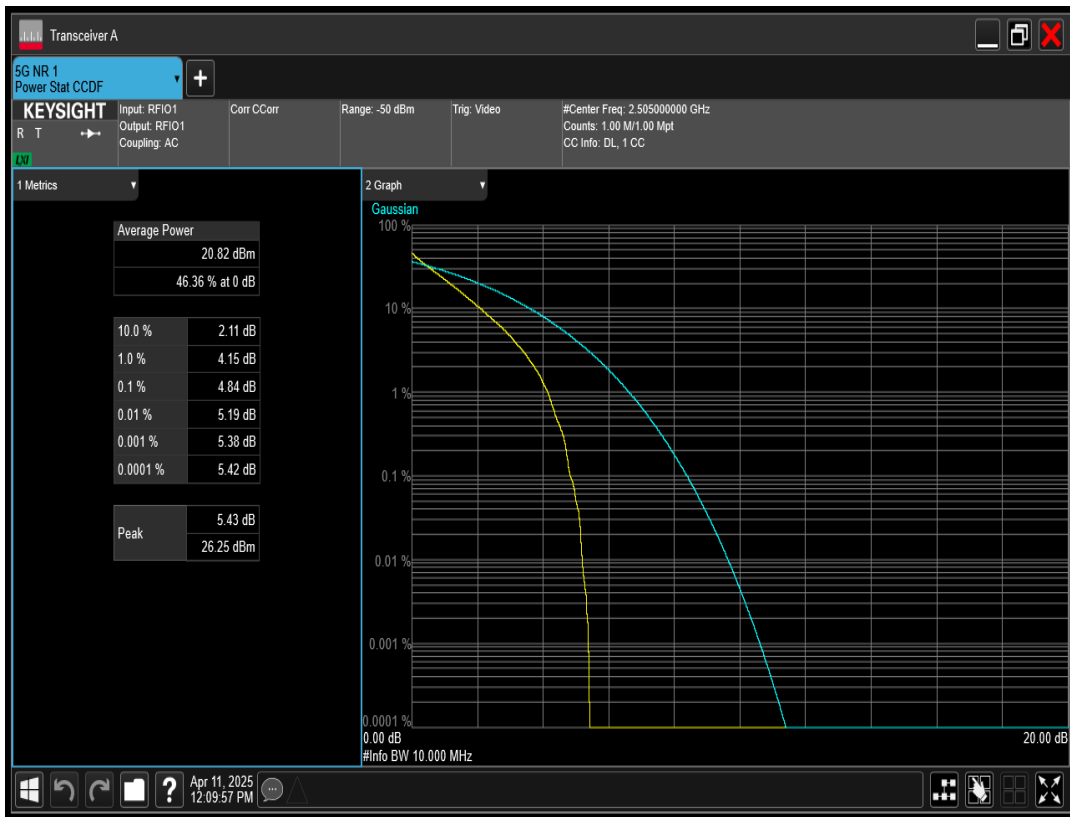 Transceiver A
5G NR 1
Power Stat CCDF
+
KEYSIGHT
R T
LXI
Input: RFIO1
Output: RFIO1
Coupling: AC
Corr CCorr
Range: -50 dBm
Trig: Video
#Center Freq: 2.505000000 GHz
Counts: 1.00 M/1.00 Mpt
CC Info: DL, 1 CC
1 Metrics
Average Power
20.82 dBm
46.36 % at 0 dB
10.0 % 2.11 dB
1.0 % 4.15 dB
0.1 % 4.84 dB
0.01 % 5.19 dB
0.001 % 5.38 dB
0.0001 % 5.42 dB
Peak
5.43 dB
26.25 dBm
2 Graph
Gaussian
100 %
10 %
1 %
0.1 %
0.01 %
0.001 %
0.0001 %
0.00 dB 20.00 dB
#Info BW 10.000 MHz
?
Apr 11, 2025
12:09:57 PM